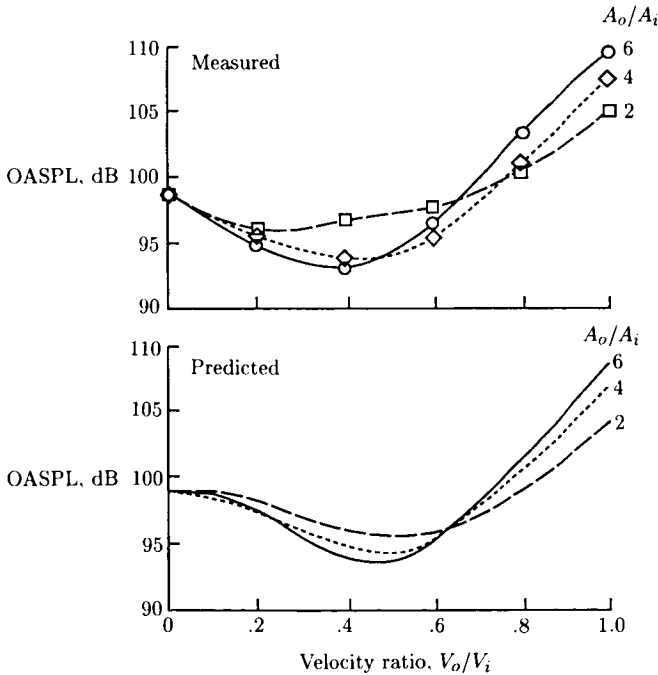 A_o/A_i
110
Measured
6
4
105
2
OASPL, dB 100
95
90
110
A_o/A_i
Predicted
6
105
4
2
OASPL, dB 100
95
90
0 .2 .4 .6 .8 1.0
Velocity ratio, V_o/V_i